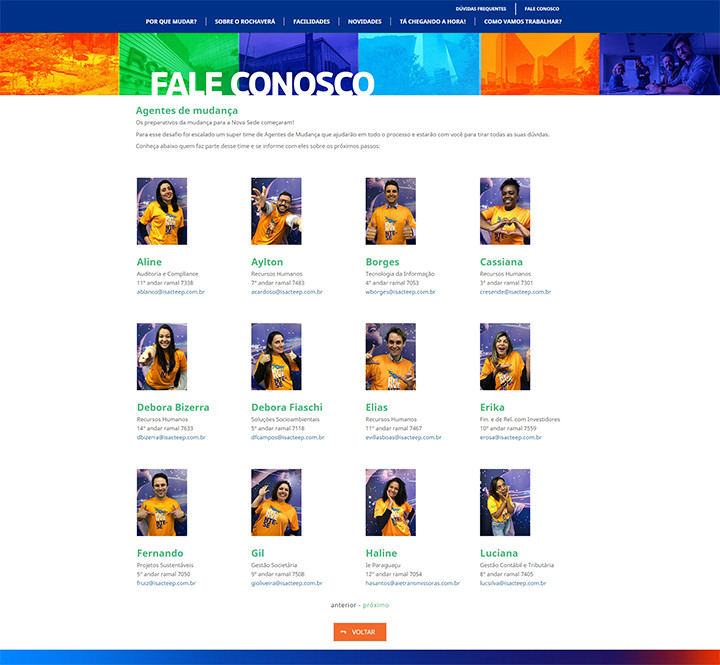 DÚVIDAS FREQUENTES FALE CONOSCO
POR QUE MUDAR? SOBRE O ROCHAVERÁ FACILIDADES NOVIDADES TÁ CHEGANDO A HORA! COMO VAMOS TRABALHAR?
FALE CONOSCO
Agentes de mudança
Os preparativos da mudança para a Nova Sede começaram!
Para esse desafio foi escalado um super time de Agentes de Mudança que ajudarão em todo o processo e estarão com você para tirar todas as suas dúvidas.
Conheça abaixo quem faz parte desse time e se informe com eles sobre os próximos passos:
Aline Aylton Borges Cassiana
Auditoria e Compliance Recursos Humanos Tecnologia da Informação Recursos Humanos
11º andar ramal 7338 7º andar ramal 7483 4º andar ramal 7053 3º andar ramal 7301
ablanco@isacteep.com.br acardoso@isacteep.com.br wborges@isacteep.com.br cresende@isacteep.com.br
Debora Bizerra Debora Fiaschi Elias Erika
Recursos Humanos Soluções Socioambientais Recursos Humanos Fin. e de Rel. com Investidores
14º andar ramal 7633 5º andar ramal 7118 11º andar ramal 7467 10º andar ramal 7559
dbizerra@isacteep.com.br dfcampos@isacteep.com.br evillasboas@isacteep.com.br erosa@isacteep.com.br
Fernando Gil Haline Luciana
Projetos Sustentáveis Gestão Societária Ie Paraguaçu Gestão Contábil e Tributária
5º andar ramal 7050 9º andar ramal 7508 12º andar ramal 7054 8º andar ramal 7405
fruiz@isacteep.com.br gioliveira@isacteep.com.br hasantos@aietransmissoras.com.br lucsilva@isacteep.com.br
anterior - próximo
VOLTAR